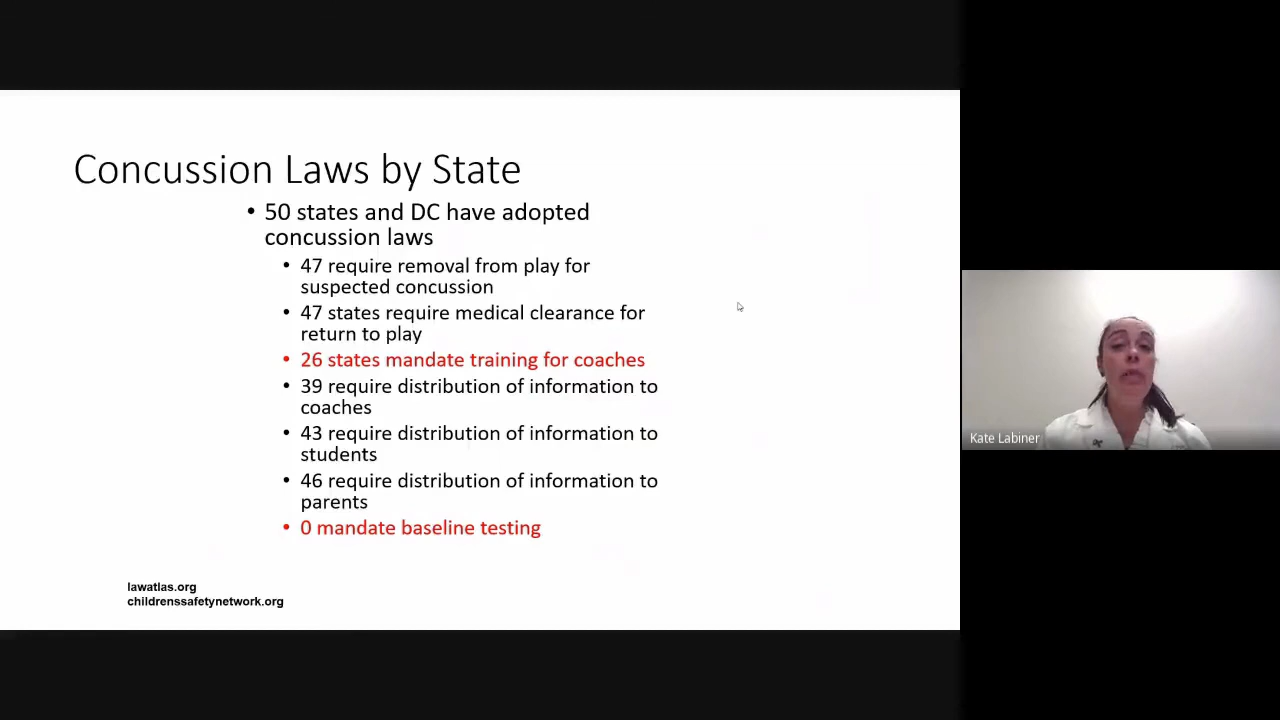 Concussion Laws by State
• 50 states and DC have adopted
concussion laws
• 47 require removal from play for
suspected concussion
• 47 states require medical clearance for
return to play
• 26 states mandate training for coaches
• 39 require distribution of information to
coaches
• 43 require distribution of information to
students
• 46 require distribution of information to
parents
• 0 mandate baseline testing
lawatlas.org
childrenssafetynetwork.org
Kate Labiner